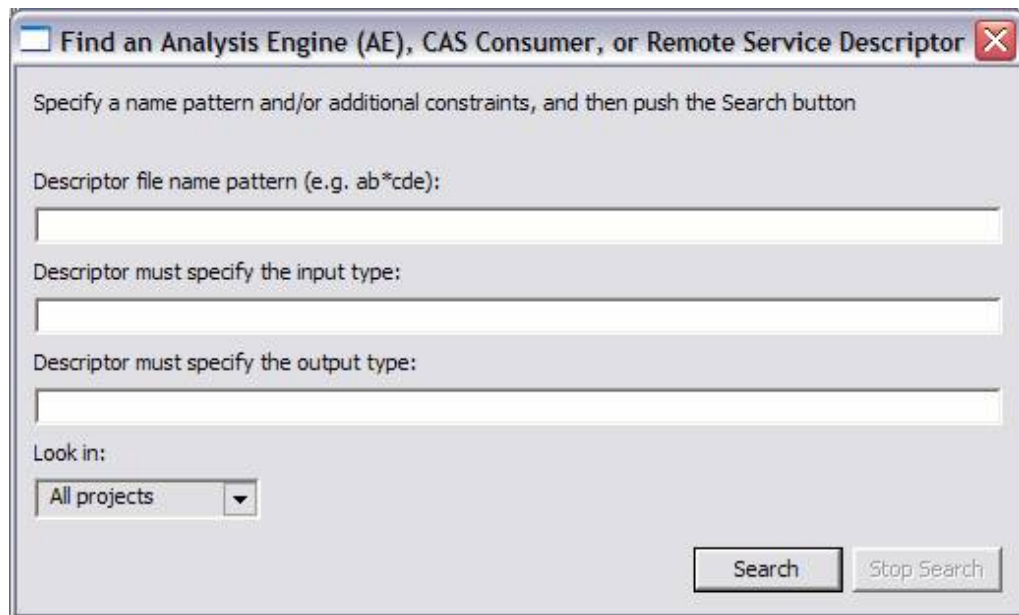 Find an Analysis Engine (AE), CAS Consumer, or Remote Service Descriptor
Specify a name pattern and/or additional constraints, and then push the Search button
Descriptor file name pattern (e.g. ab*cde):
Descriptor must specify the input type:
Descriptor must specify the output type:
Look in:
All projects
Search Stop Search